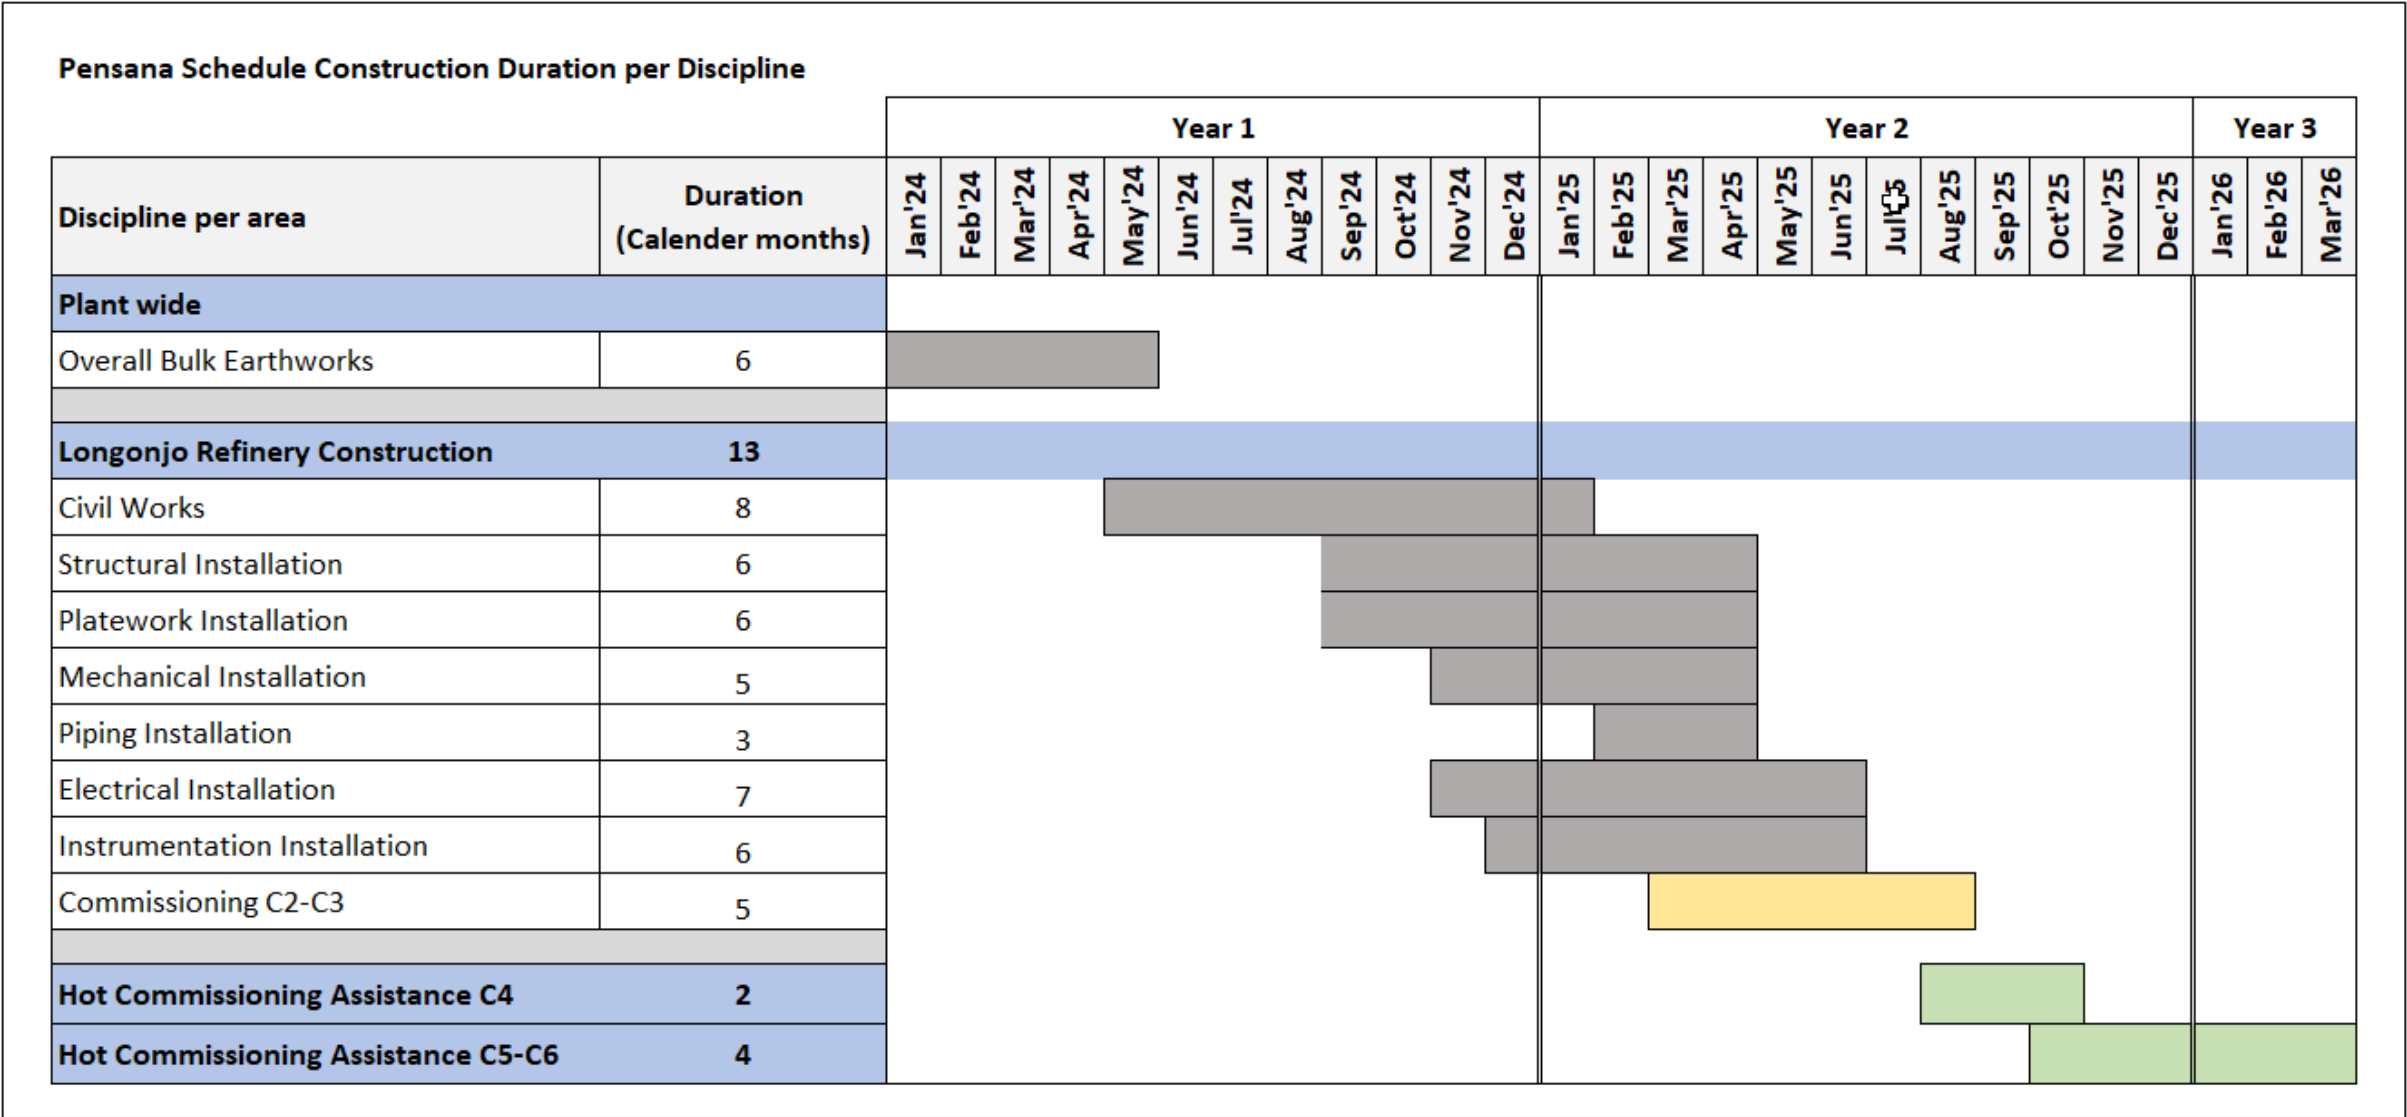 Pensana Schedule Construction Duration per Discipline
Year 1 Year 2 Year 3
Discipline per area Duration (Calender months) Jan'24 Feb'24 Mar'24 Apr'24 May'24 Jun'24 Jul'24 Aug'24 Sep'24 Oct'24 Nov'24 Dec'24 Jan'25 Feb'25 Mar'25 Apr'25 May'25 Jun'25 Aug'25 Sep'25 Oct'25 Nov'25 Dec'25 Jan'26 Feb'26 Mar'26
Plant wide
Overall Bulk Earthworks 6
Longonjo Refinery Construction 13
Civil Works 8
Structural Installation 6
Platework Installation 6
Mechanical Installation 5
Piping Installation 3
Electrical Installation 7
Instrumentation Installation 6
Commissioning C2-C3 5
Hot Commissioning Assistance C4 2
Hot Commissioning Assistance C5-C6 4